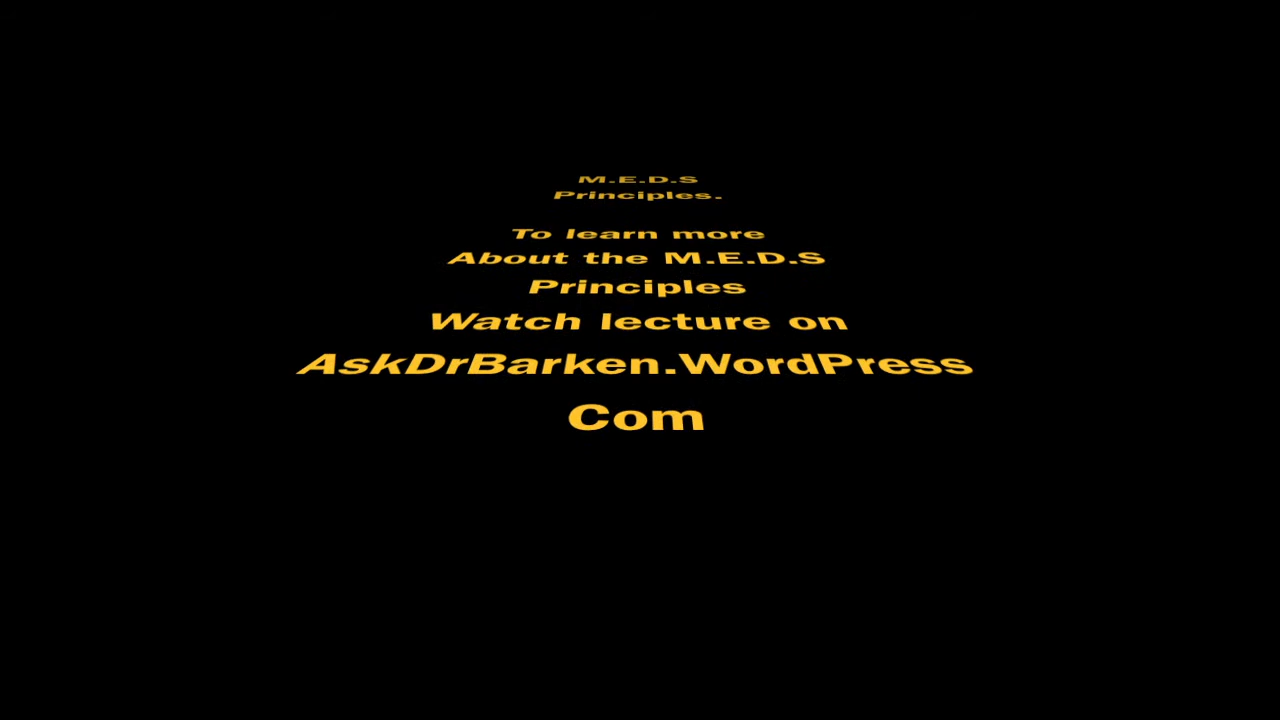 M.E.D.S
Principles.
To learn more
About the M.E.D.S
Principles
Watch lecture on
AskDrBarken.WordPress
Com